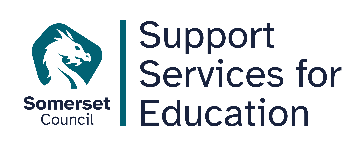 Somerset
Council
Support
Services for
Education